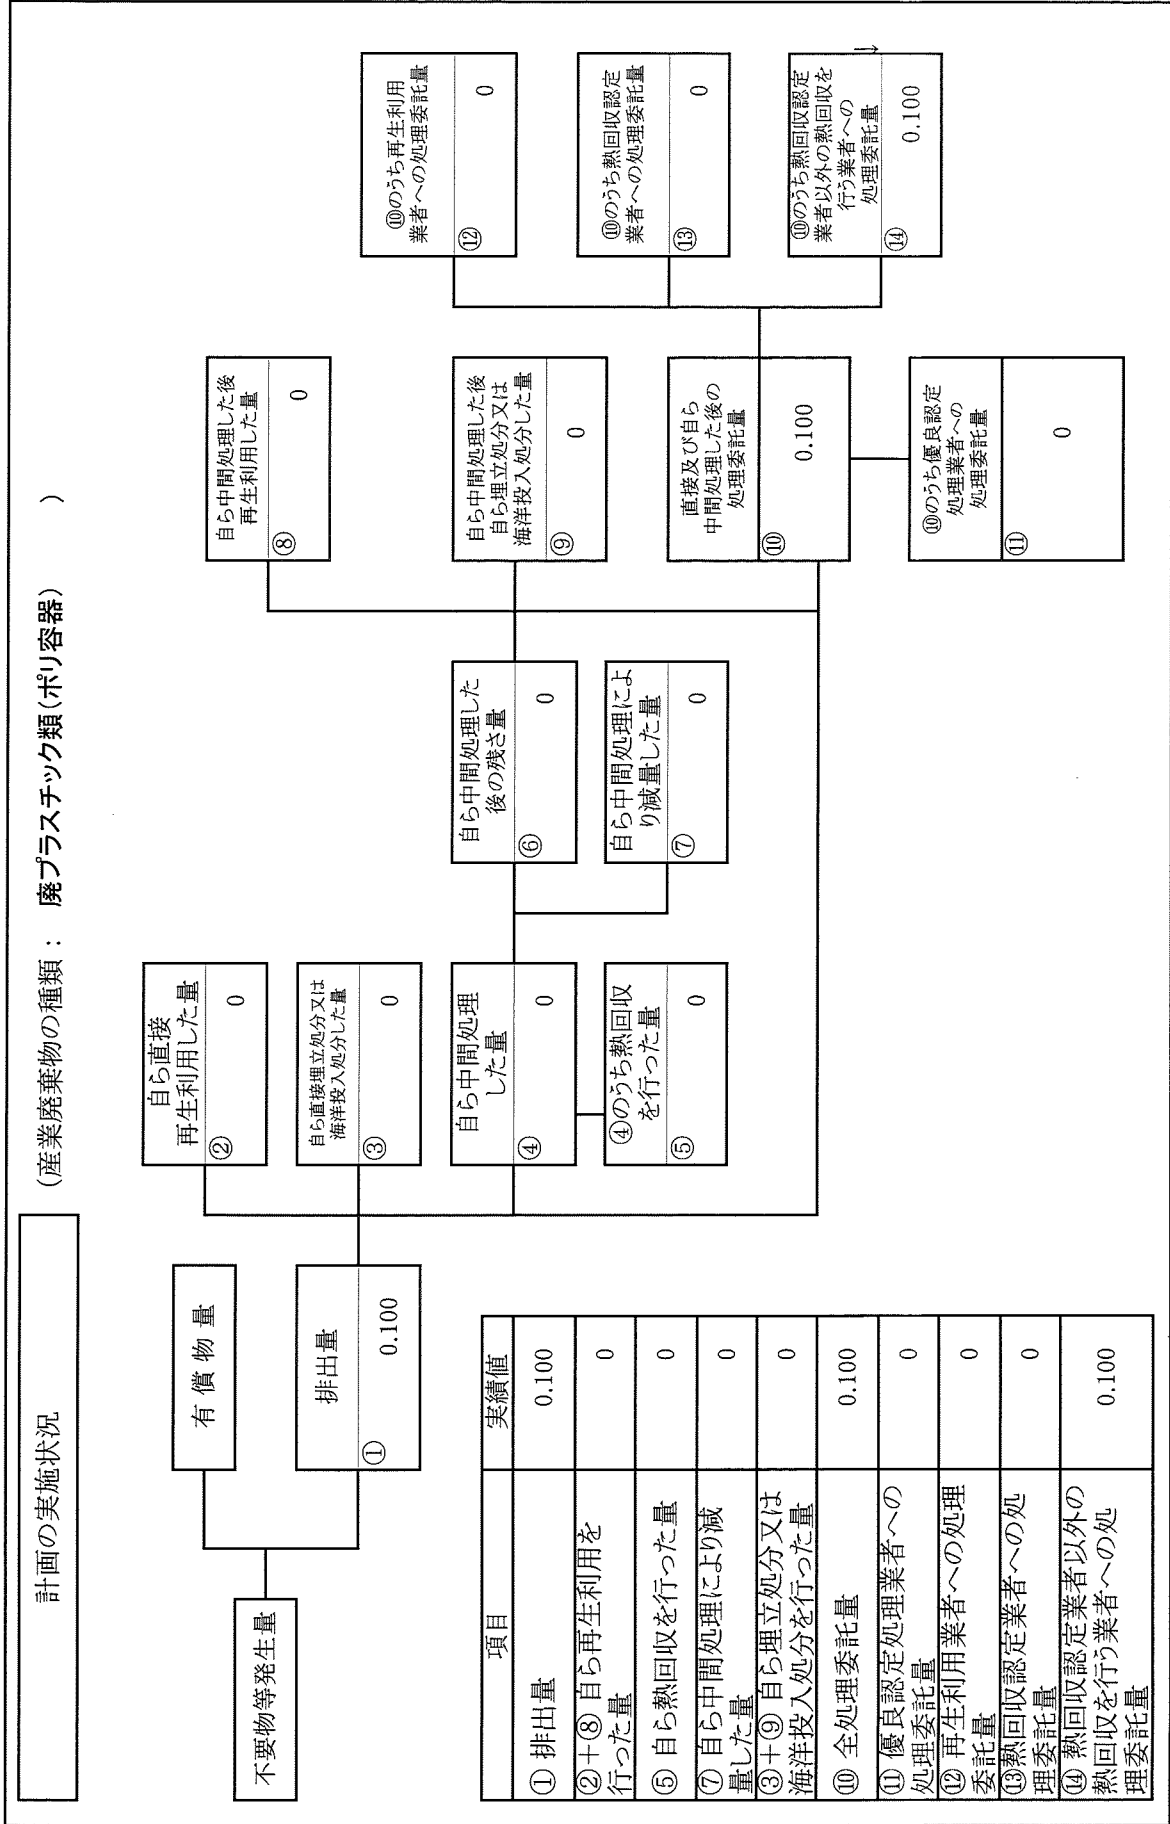 計画の実施状況
(産業廃棄物の種類： 廃プラスチック類(ポリ容器) )
不要物等発生量
有償物量
排出量
① 0.100
自ら直接
再生利用した量
② 0
自ら直接埋立処分又は
海洋投入処分した量
③ 0
自ら中間処理
した量
④ 0
④のうち熱回収
を行った量
⑤ 0
自ら中間処理した
後の残さ量
⑥ 0
自ら中間処理によ
り減量した量
⑦ 0
自ら中間処理した後
再生利用した量
⑧ 0
自ら中間処理した後
自ら埋立処分又は
海洋投入処分した量
⑨ 0
直接及び自ら
中間処理した後の
処理委託量
⑩ 0.100
⑩のうち優良認定
処理業者への
処理委託量
⑪ 0
⑩のうち再生利用
業者への処理委託量
⑫ 0
⑩のうち熱回収認定
業者への処理委託量
⑬ 0
⑩のうち熱回収認定
業者以外の熱回収を
行う業者への
処理委託量
⑭ 0.100
項目 実績値
① 排出量 0.100
②+⑧ 自ら再生利用を
行った量 0
⑤ 自ら熱回収を行った量 0
⑦ 自ら中間処理により減
量した量 0
③+⑨ 自ら埋立処分又は
海洋投入処分を行った量 0
⑩ 全処理委託量 0.100
⑪ 優良認定処理業者への
処理委託量 0
⑫ 再生利用業者への処理
委託量 0
⑬熱回収認定業者への処
理委託量 0
⑭ 熱回収認定業者以外の
熱回収を行う業者への処
理委託量 0.100